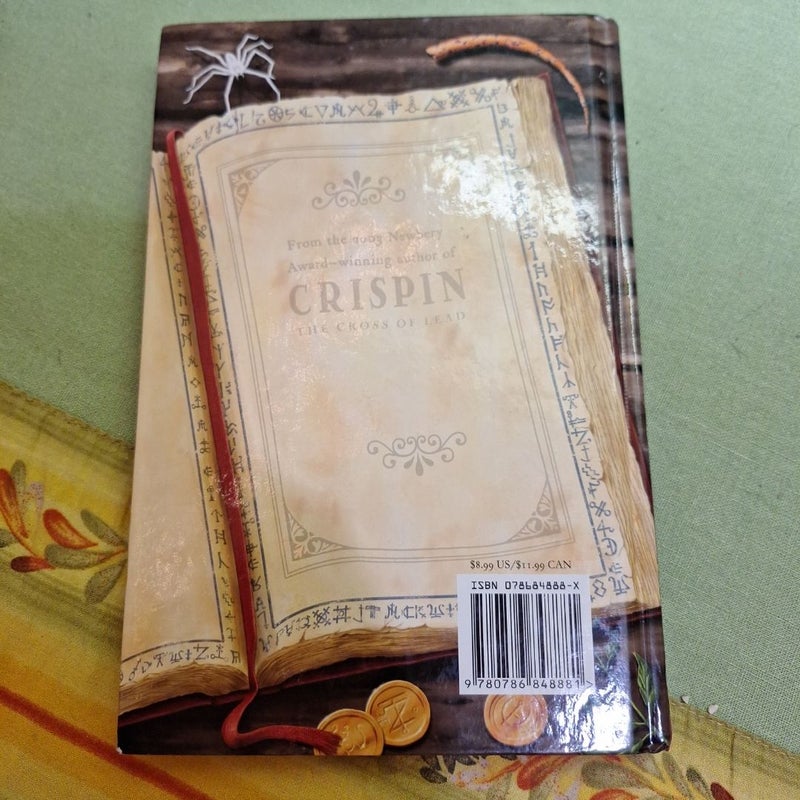 From the 2003 Newbery
Award-winning author of
CRISPIN
THE CROSS OF LEAD
$8.99 US/$11.99 CAN
ISBN 078684888-X
9 780786 848881 >